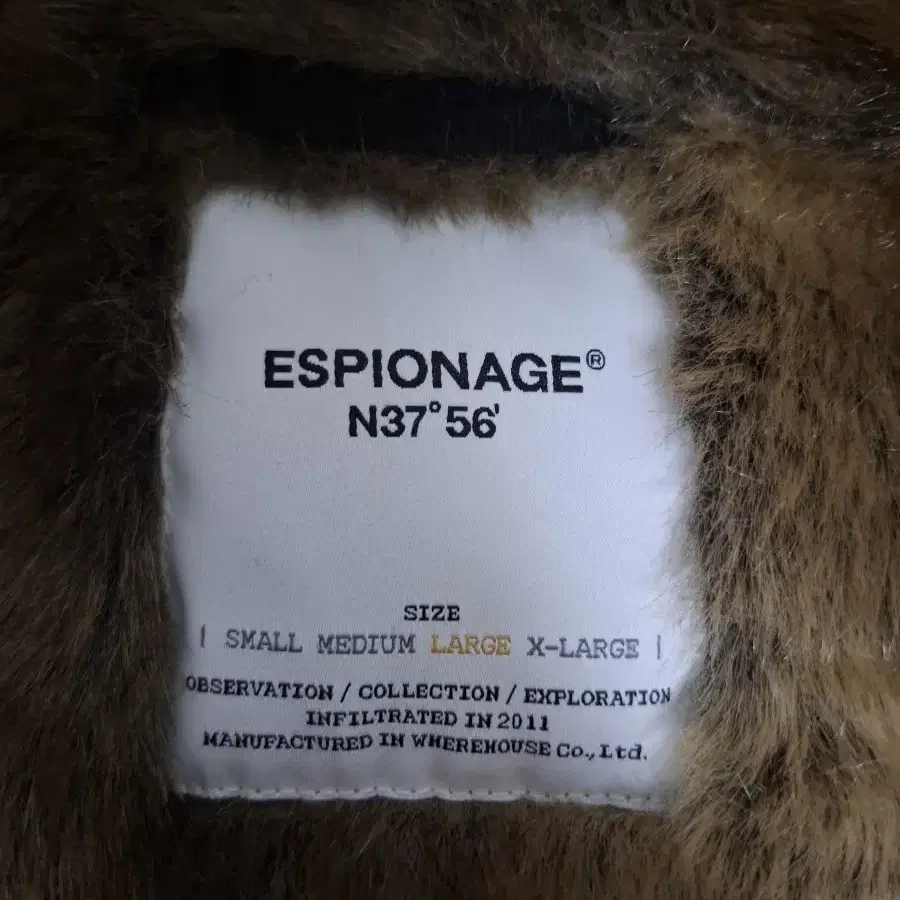 ESPIONAGE®
N37°56'
SIZE
| SMALL MEDIUM LARGE X-LARGE |
OBSERVATION / COLLECTION / EXPLORATION
INFILTRATED IN 2011
MANUFACTURED IN WHEREHOUSE Co., Ltd.